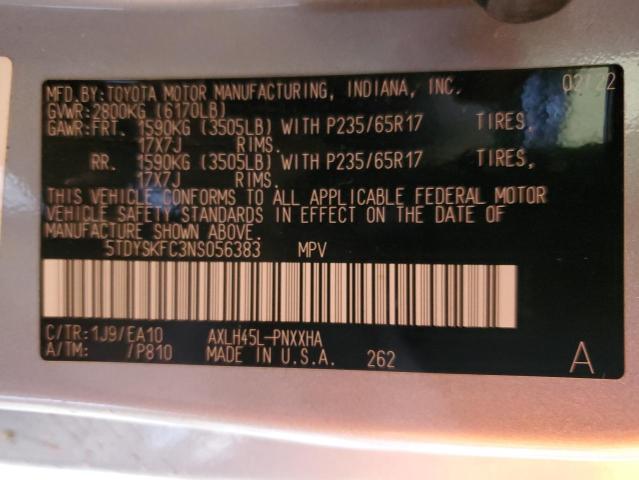 MFD.BY:TOYOTA MOTOR MANUFACTURING, INDIANA, INC. 02/22
GVWR:2800KG (6170LB)
GAWR:FRT. 1590KG (3505LB) WITH P235/65R17 TIRES,
17X7J RIMS.
RR. 1590KG (3505LB) WITH P235/65R17 TIRES,
17X7J RIMS.
THIS VEHICLE CONFORMS TO ALL APPLICABLE FEDERAL MOTOR
VEHICLE SAFETY STANDARDS IN EFFECT ON THE DATE OF
MANUFACTURE SHOWN ABOVE.
5TDYSKFC3NS056383 MPV
C/TR:1J9/EA10 AXLH45L-PNXXHA
A/TM: /P810 MADE IN U.S.A. 262 A